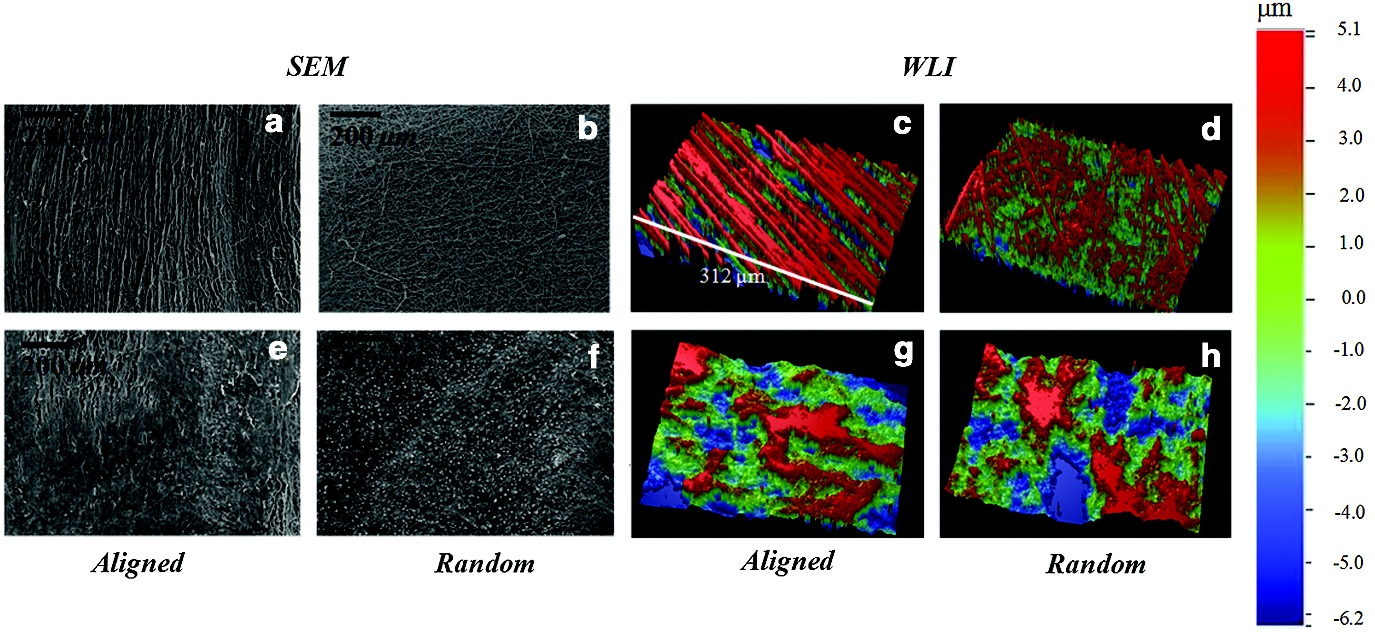 µm
SEM
WLI
a
b
200 µm
c
312 µm
d
e
f
g
h
Aligned
Random
Aligned
Random
5.1
4.0
3.0
2.0
1.0
0.0
-1.0
-2.0
-3.0
-4.0
-5.0
-6.2